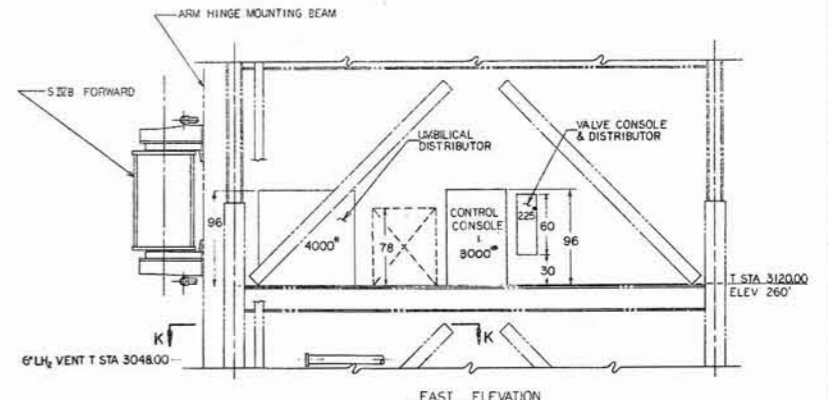 ARM HINGE MOUNTING BEAM
S IVB FORWARD
UMBILICAL
DISTRIBUTOR
VALVE CONSOLE
& DISTRIBUTOR
96
4000#
78
CONTROL
CONSOLE
1
8000#
225#
60
30
96
T STA 3120.00
ELEV 260'
K
K
6" LH₂ VENT T STA 3048.00
EAST ELEVATION